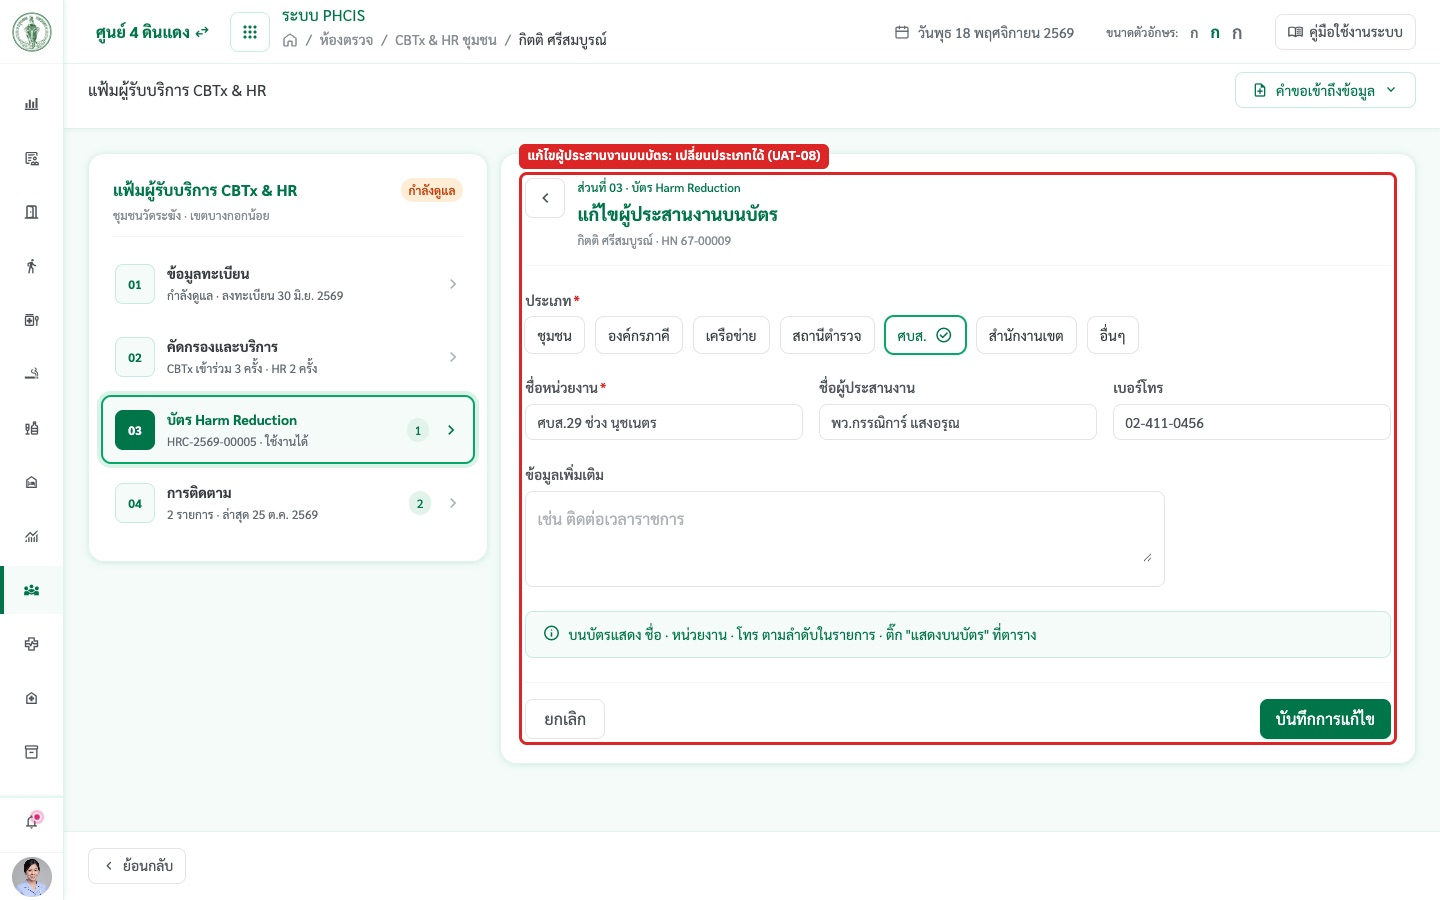 ศูนย์ 4 ดินแดง
ระบบ PHCIS
/ ห้องตรวจ / CBTx & HR ชุมชน / กิตติ ศรีสมบูรณ์
วันพุธ 18 พฤศจิกายน 2569
ขนาดตัวอักษร: ก ก ก
คู่มือใช้งานระบบ
แฟ้มผู้รับบริการ CBTx & HR
คำขอเข้าถึงข้อมูล
แฟ้มผู้รับบริการ CBTx & HR
กำลังดูแล
ชุมชนวัดระฆัง · เขตบางกอกน้อย
01
ข้อมูลทะเบียน
กำลังดูแล · ลงทะเบียน 30 มิ.ย. 2569
02
คัดกรองและบริการ
CBTx เข้าร่วม 3 ครั้ง · HR 2 ครั้ง
03
บัตร Harm Reduction
HRC-2569-00005 · ใช้งานได้
1
04
การติดตาม
2 รายการ · ล่าสุด 25 ต.ค. 2569
2
แก้ไขผู้ประสานงานบนบัตร: เปลี่ยนประเภทได้ (UAT-08)
ส่วนที่ 03 · บัตร Harm Reduction
แก้ไขผู้ประสานงานบนบัตร
กิตติ ศรีสมบูรณ์ · HN 67-00009
ประเภท *
ชุมชน องค์กรภาคี เครือข่าย สถานีตำรวจ ศบส. สำนักงานเขต อื่นๆ
ชื่อหน่วยงาน * ชื่อผู้ประสานงาน เบอร์โทร
ศบส.29 ช่วง นุชเนตร พว.กรรณิการ์ แสงอรุณ 02-411-0456
ข้อมูลเพิ่มเติม
เช่น ติดต่อเวลาราชการ
บนบัตรแสดง ชื่อ · หน่วยงาน · โทร ตามลำดับในรายการ · ติ๊ก "แสดงบนบัตร" ที่ตาราง
ยกเลิก บันทึกการแก้ไข
ย้อนกลับ